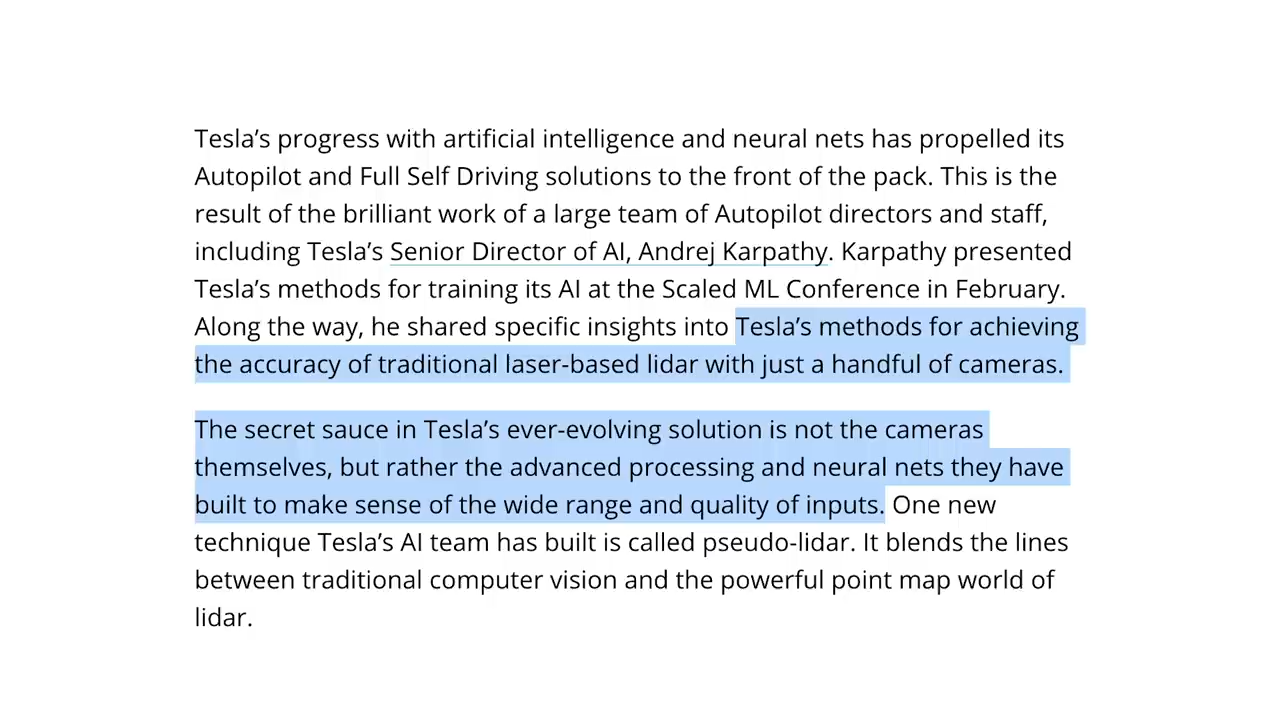 Tesla’s progress with artificial intelligence and neural nets has propelled its
Autopilot and Full Self Driving solutions to the front of the pack. This is the
result of the brilliant work of a large team of Autopilot directors and staff,
including Tesla’s Senior Director of AI, Andrej Karpathy. Karpathy presented
Tesla’s methods for training its AI at the Scaled ML Conference in February.
Along the way, he shared specific insights into Tesla’s methods for achieving
the accuracy of traditional laser-based lidar with just a handful of cameras.
The secret sauce in Tesla’s ever-evolving solution is not the cameras
themselves, but rather the advanced processing and neural nets they have
built to make sense of the wide range and quality of inputs. One new
technique Tesla’s AI team has built is called pseudo-lidar. It blends the lines
between traditional computer vision and the powerful point map world of
lidar.